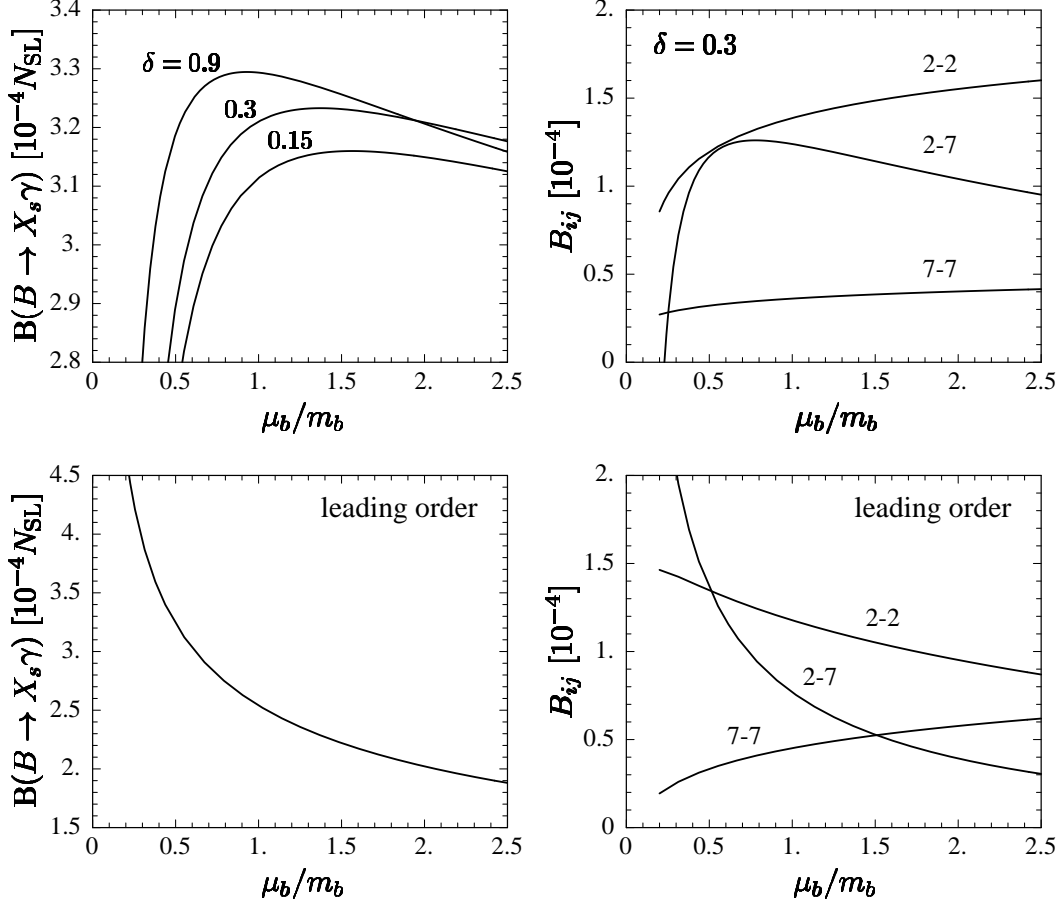 B(B → X_s γ) [10⁻⁴ N_SL]
3.4
3.3
3.2
3.1
3.
2.9
2.8
δ = 0.9
0.3
0.15
0 0.5 1. 1.5 2. 2.5
μ_b/m_b
B_ij [10⁻⁴]
2.
1.5
1.
0.5
0
δ = 0.3
2-2
2-7
7-7
0 0.5 1. 1.5 2. 2.5
μ_b/m_b
B(B → X_s γ) [10⁻⁴ N_SL]
4.5
4.
3.5
3.
2.5
2.
1.5
leading order
0 0.5 1. 1.5 2. 2.5
μ_b/m_b
B_ij [10⁻⁴]
2.
1.5
1.
0.5
0
leading order
2-2
2-7
7-7
0 0.5 1. 1.5 2. 2.5
μ_b/m_b